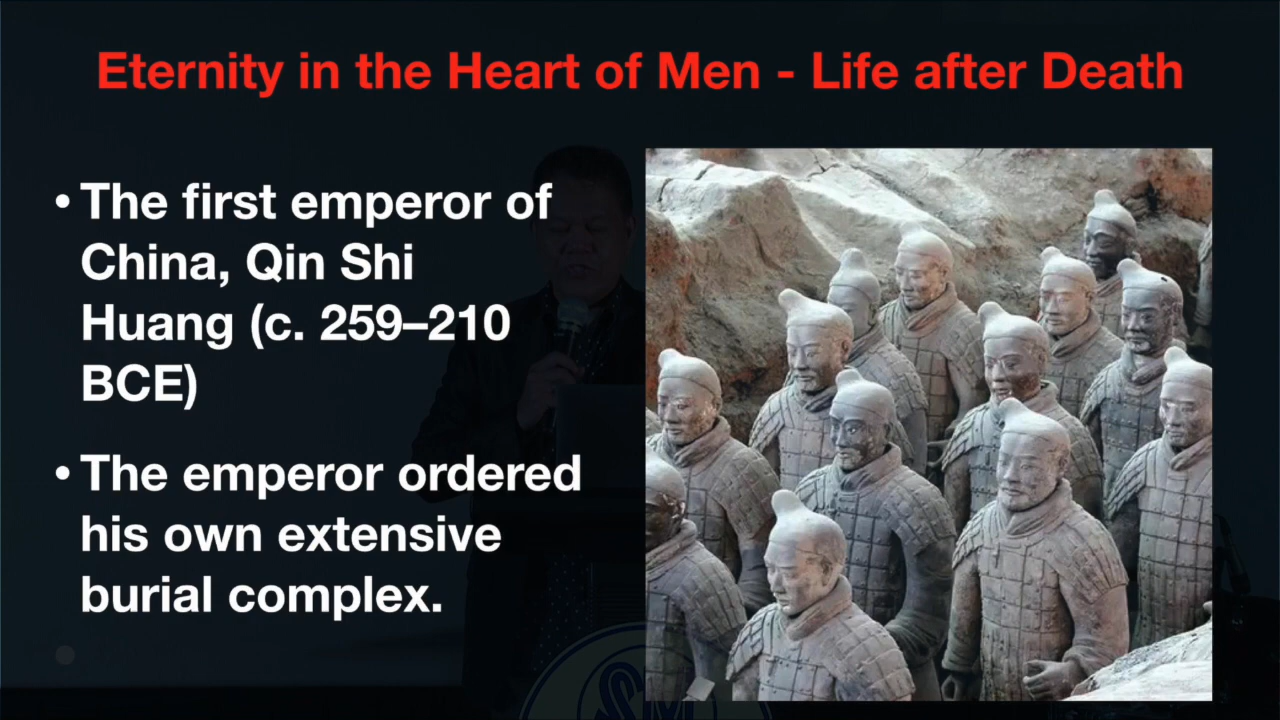 Eternity in the Heart of Men - Life after Death
• The first emperor of
China, Qin Shi
Huang (c. 259–210
BCE)
• The emperor ordered
his own extensive
burial complex.